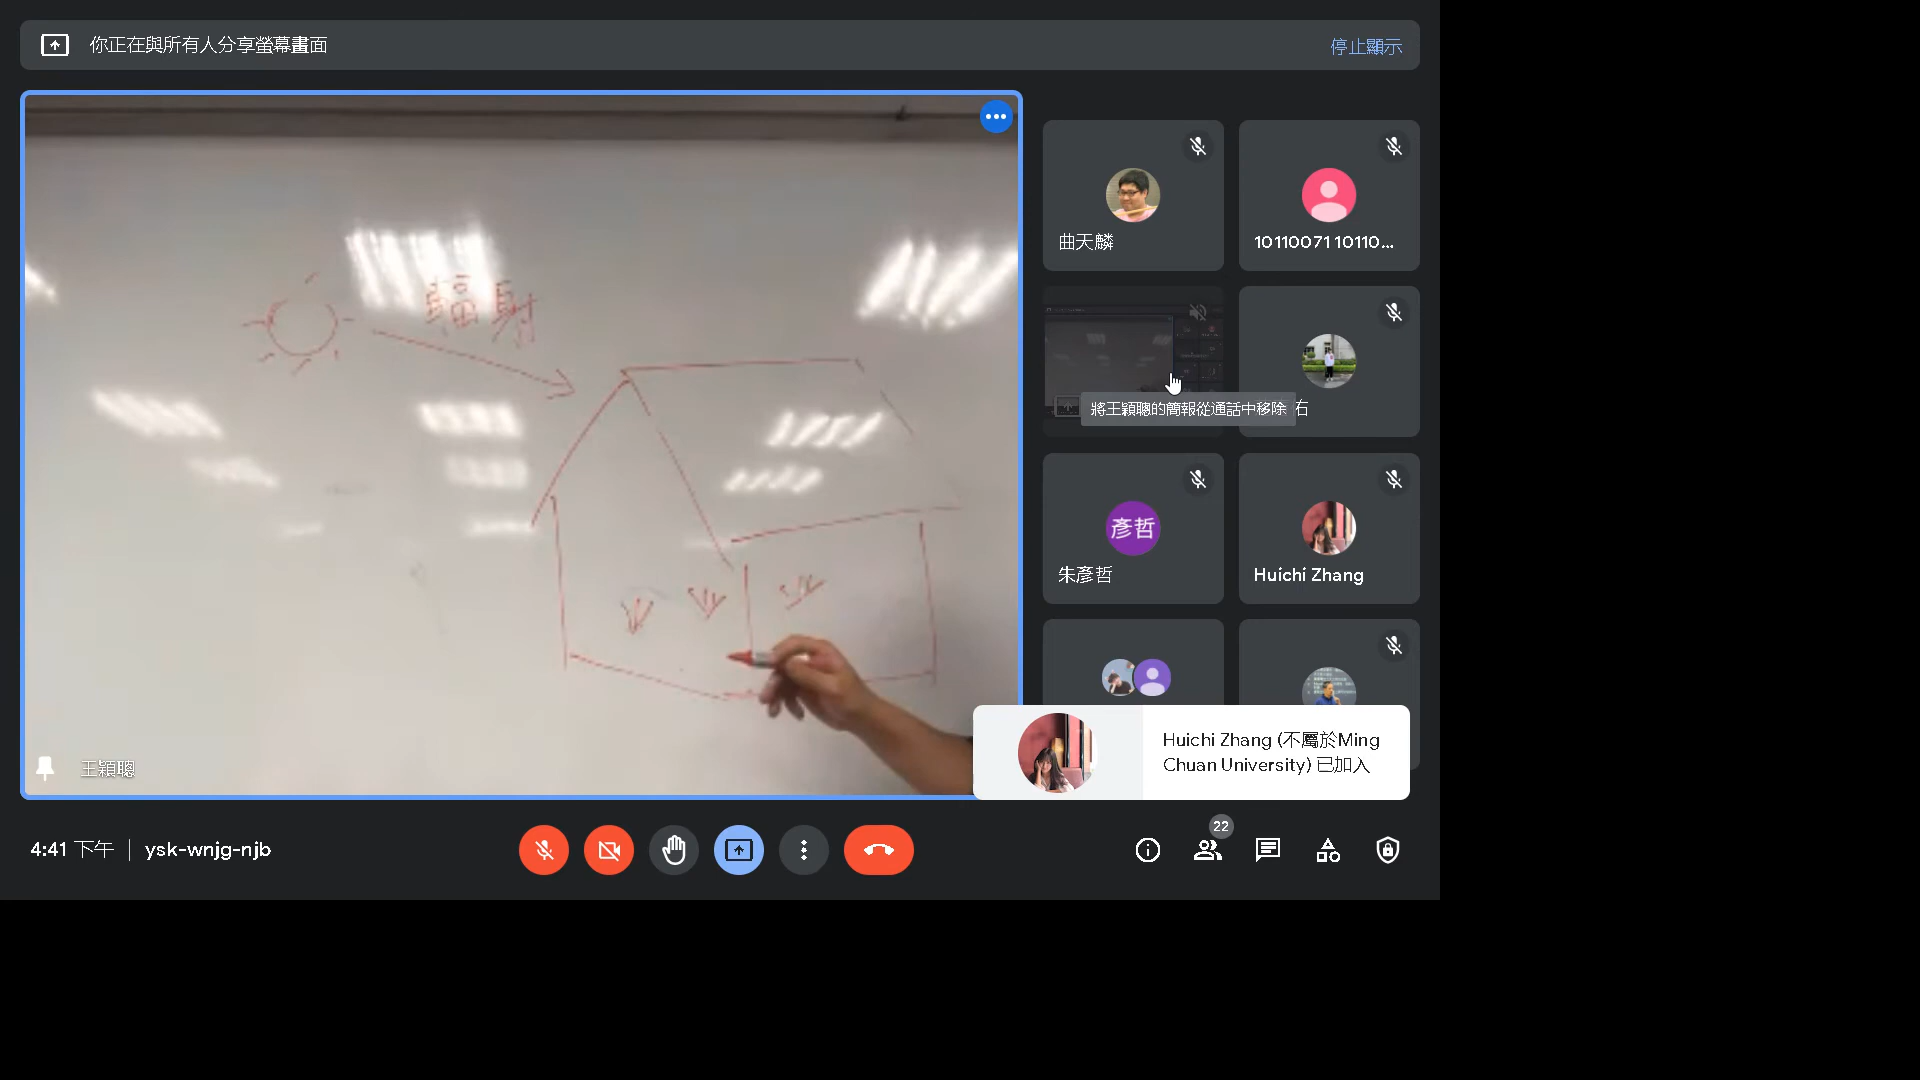 你正在與所有人分享螢幕畫面
停止顯示
輻射
曲天麟
10110071 10110...
將王穎聰的簡報從通話中移除
右
彥哲
朱彥哲
Huichi Zhang
Huichi Zhang (不屬於Ming
Chuan University) 已加入
王穎聰
4:41 下午
ysk-wnjg-njb
22